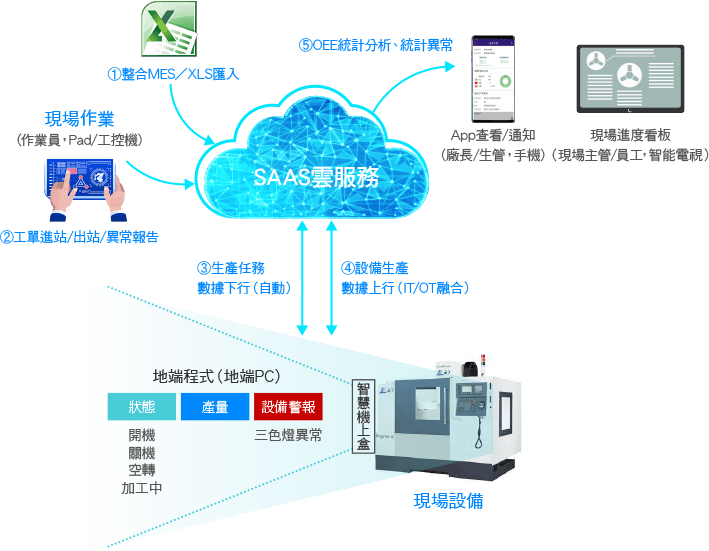 ①整合MES／XLS匯入
⑤OEE統計分析、統計異常
現場作業
（作業員，Pad/工控機）
②工單進站/出站/異常報告
SAAS雲服務
App查看/通知
（廠長/生管，手機）
現場進度看板
（現場主管/員工，智能電視）
③生產任務
數據下行（自動）
④設備生產
數據上行（IT/OT融合）
地端程式（地端PC）
狀態
產量
設備警報
開機
關機
空轉
加工中
三色燈異常
智慧機上盒
現場設備